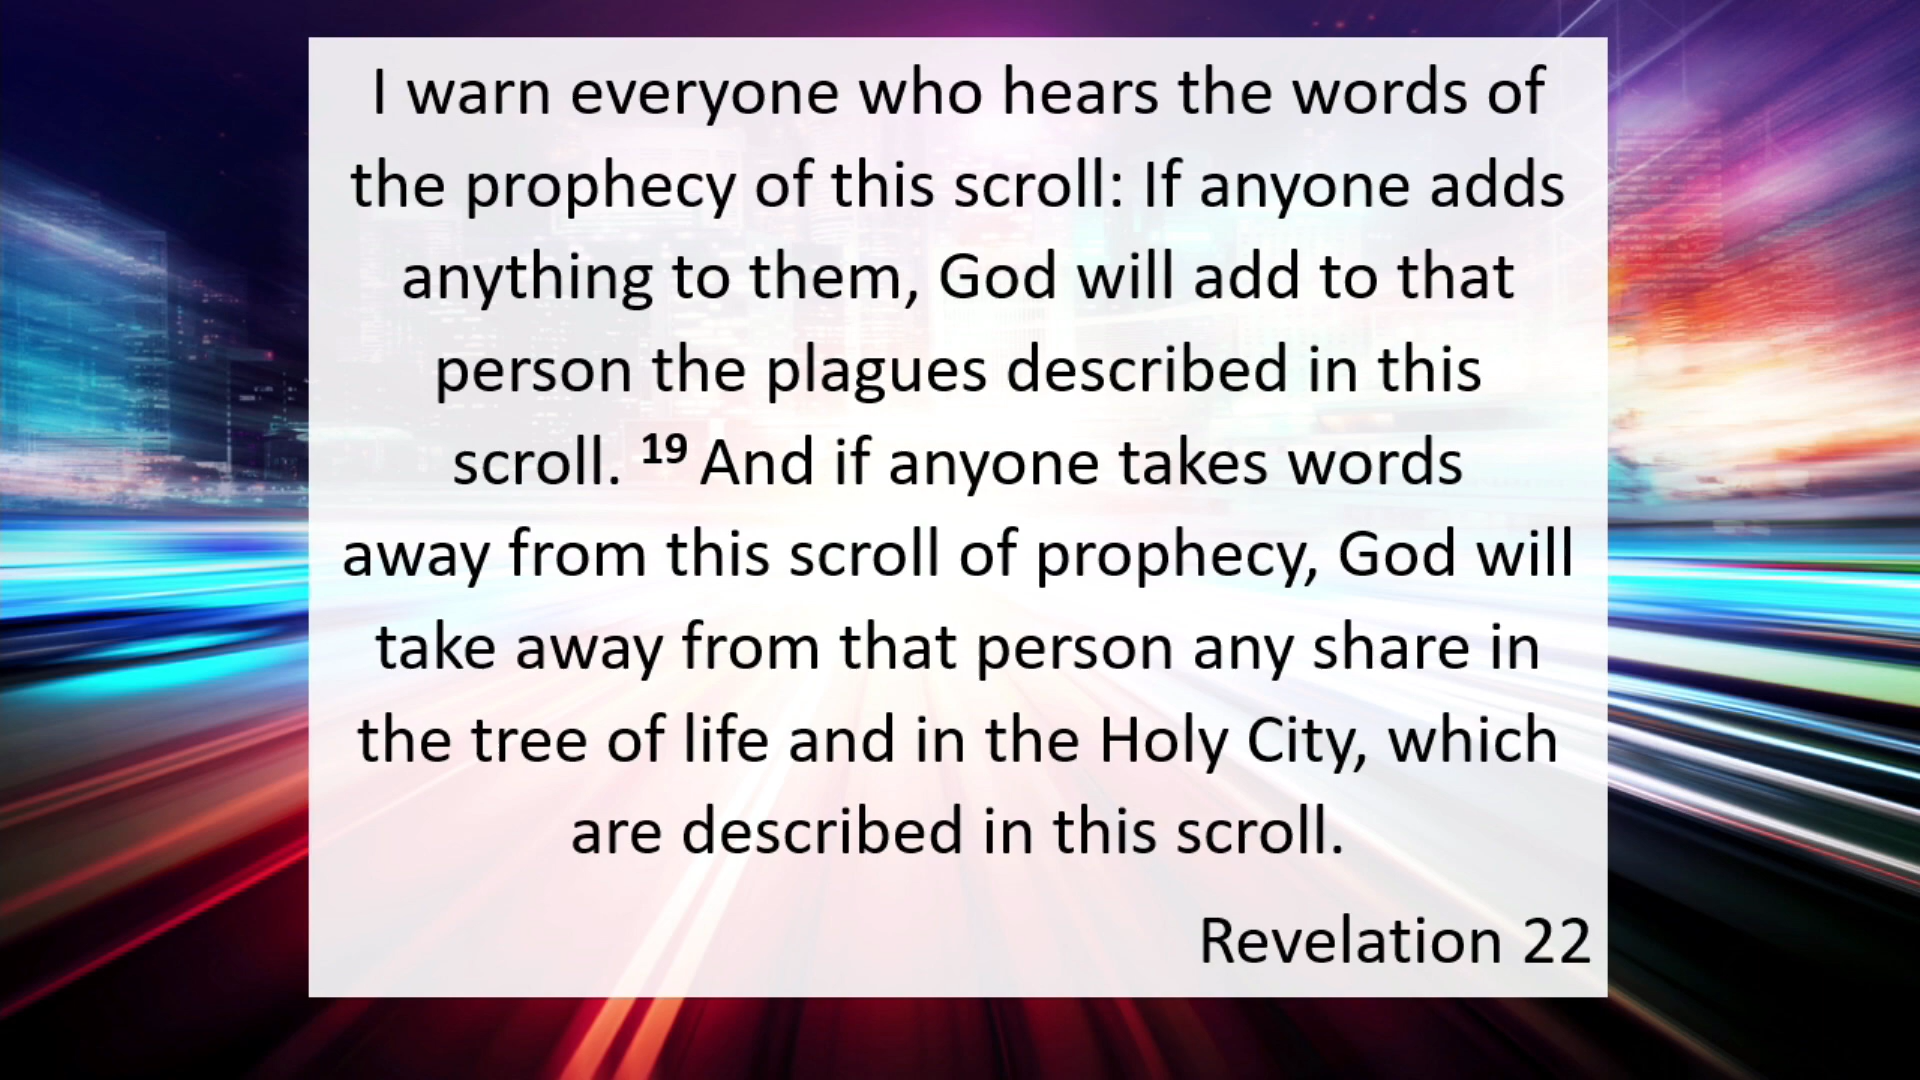 I warn everyone who hears the words of
the prophecy of this scroll: If anyone adds
anything to them, God will add to that
person the plagues described in this
scroll. 19 And if anyone takes words
away from this scroll of prophecy, God will
take away from that person any share in
the tree of life and in the Holy City, which
are described in this scroll.
Revelation 22